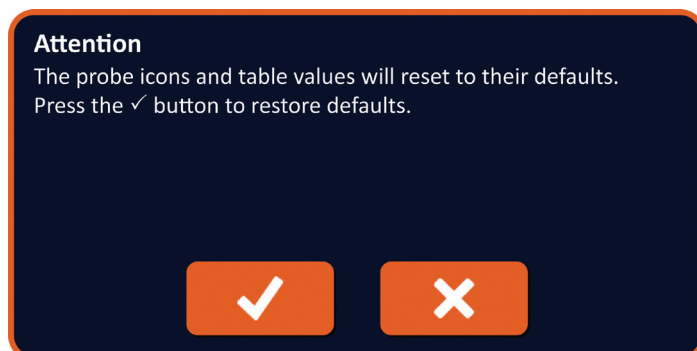 Attention
The probe icons and table values will reset to their defaults.
Press the ✓ button to restore defaults.